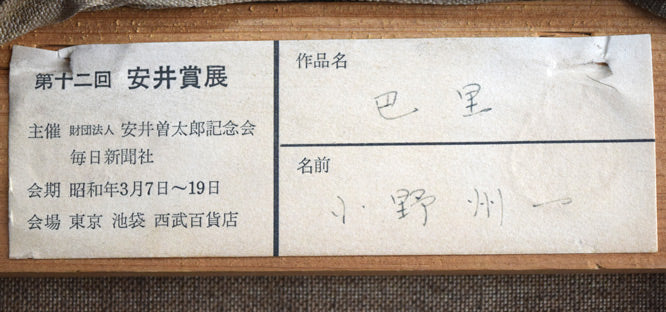 第十二回 安井賞展
主催 財団法人 安井曽太郎記念会
毎日新聞社
会期 昭和年3月7日～19日
会場 東京 池袋 西武百貨店
作品名
巴里
名前
小野州一